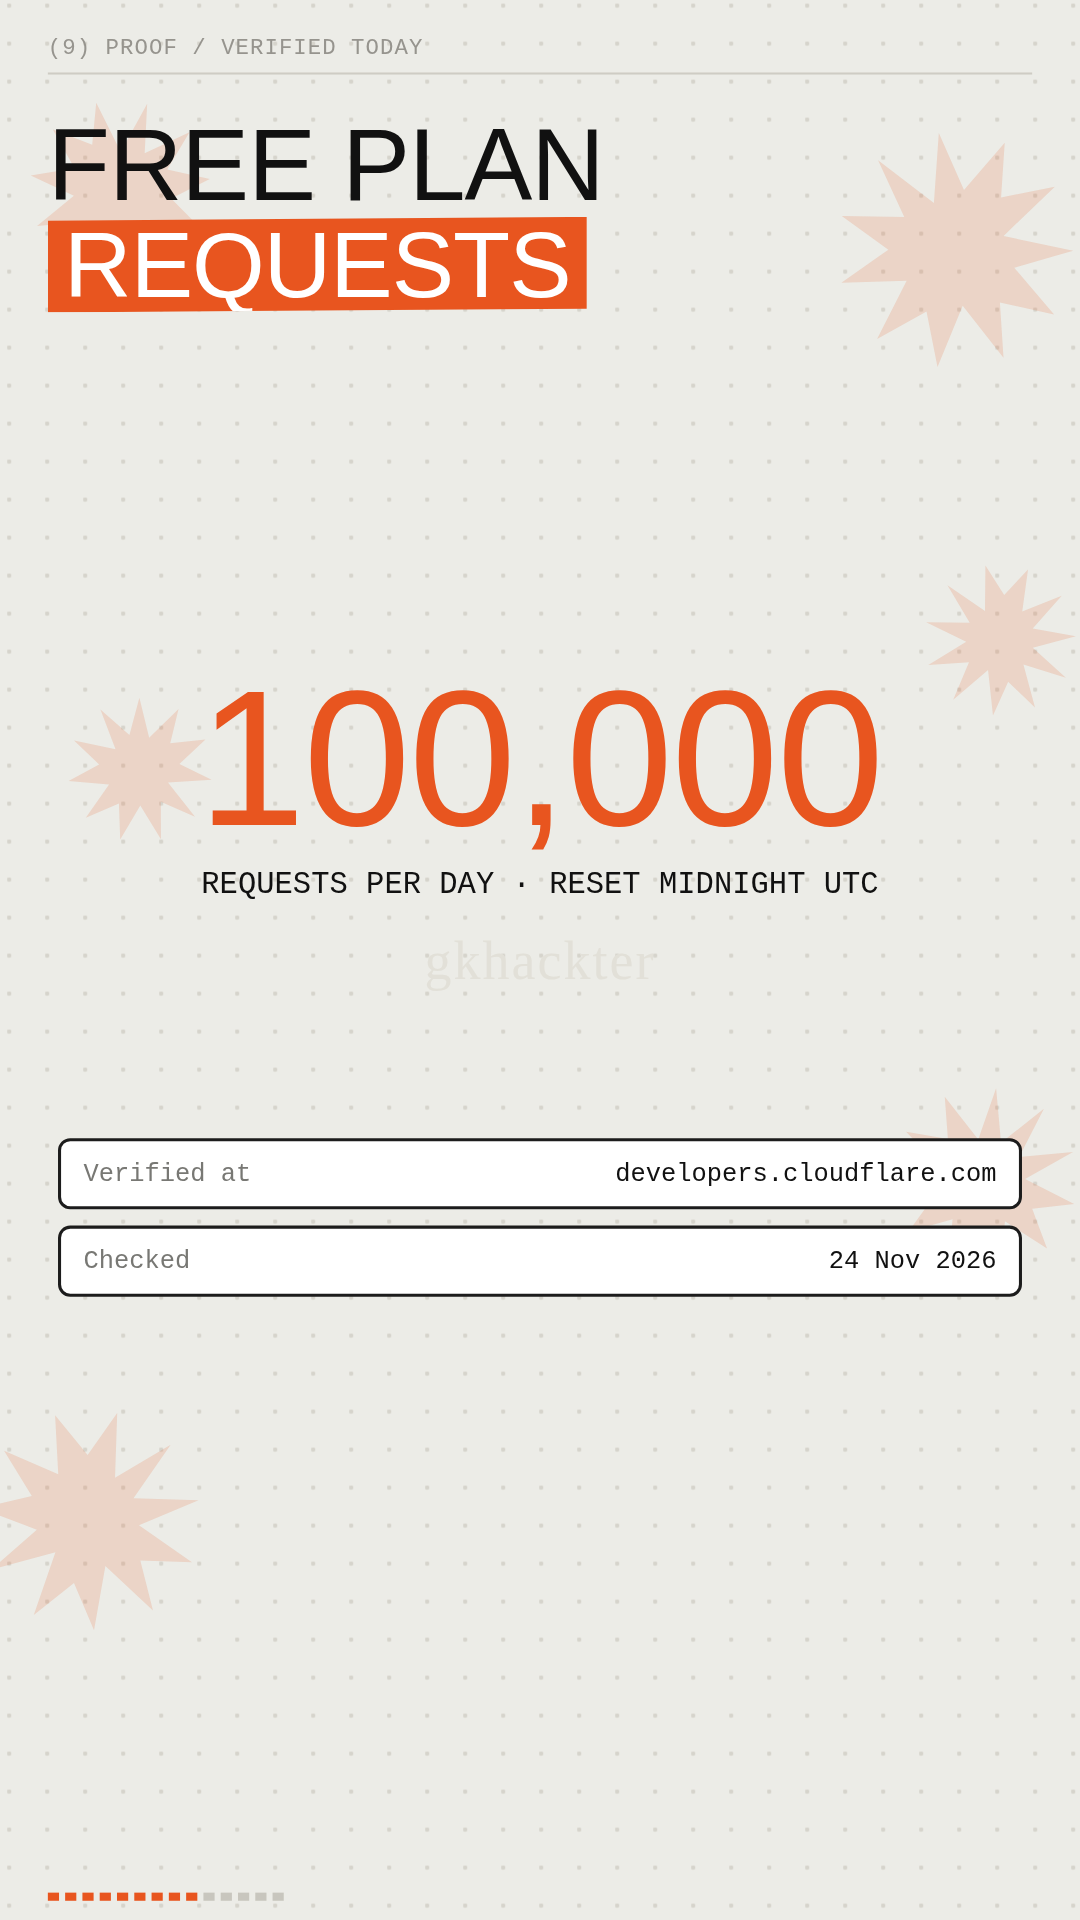 (9) PROOF / VERIFIED TODAY
FREE PLAN
REQUESTS
100,000
REQUESTS PER DAY · RESET MIDNIGHT UTC
gkhackter
Verified at developers.cloudflare.com
Checked 24 Nov 2026